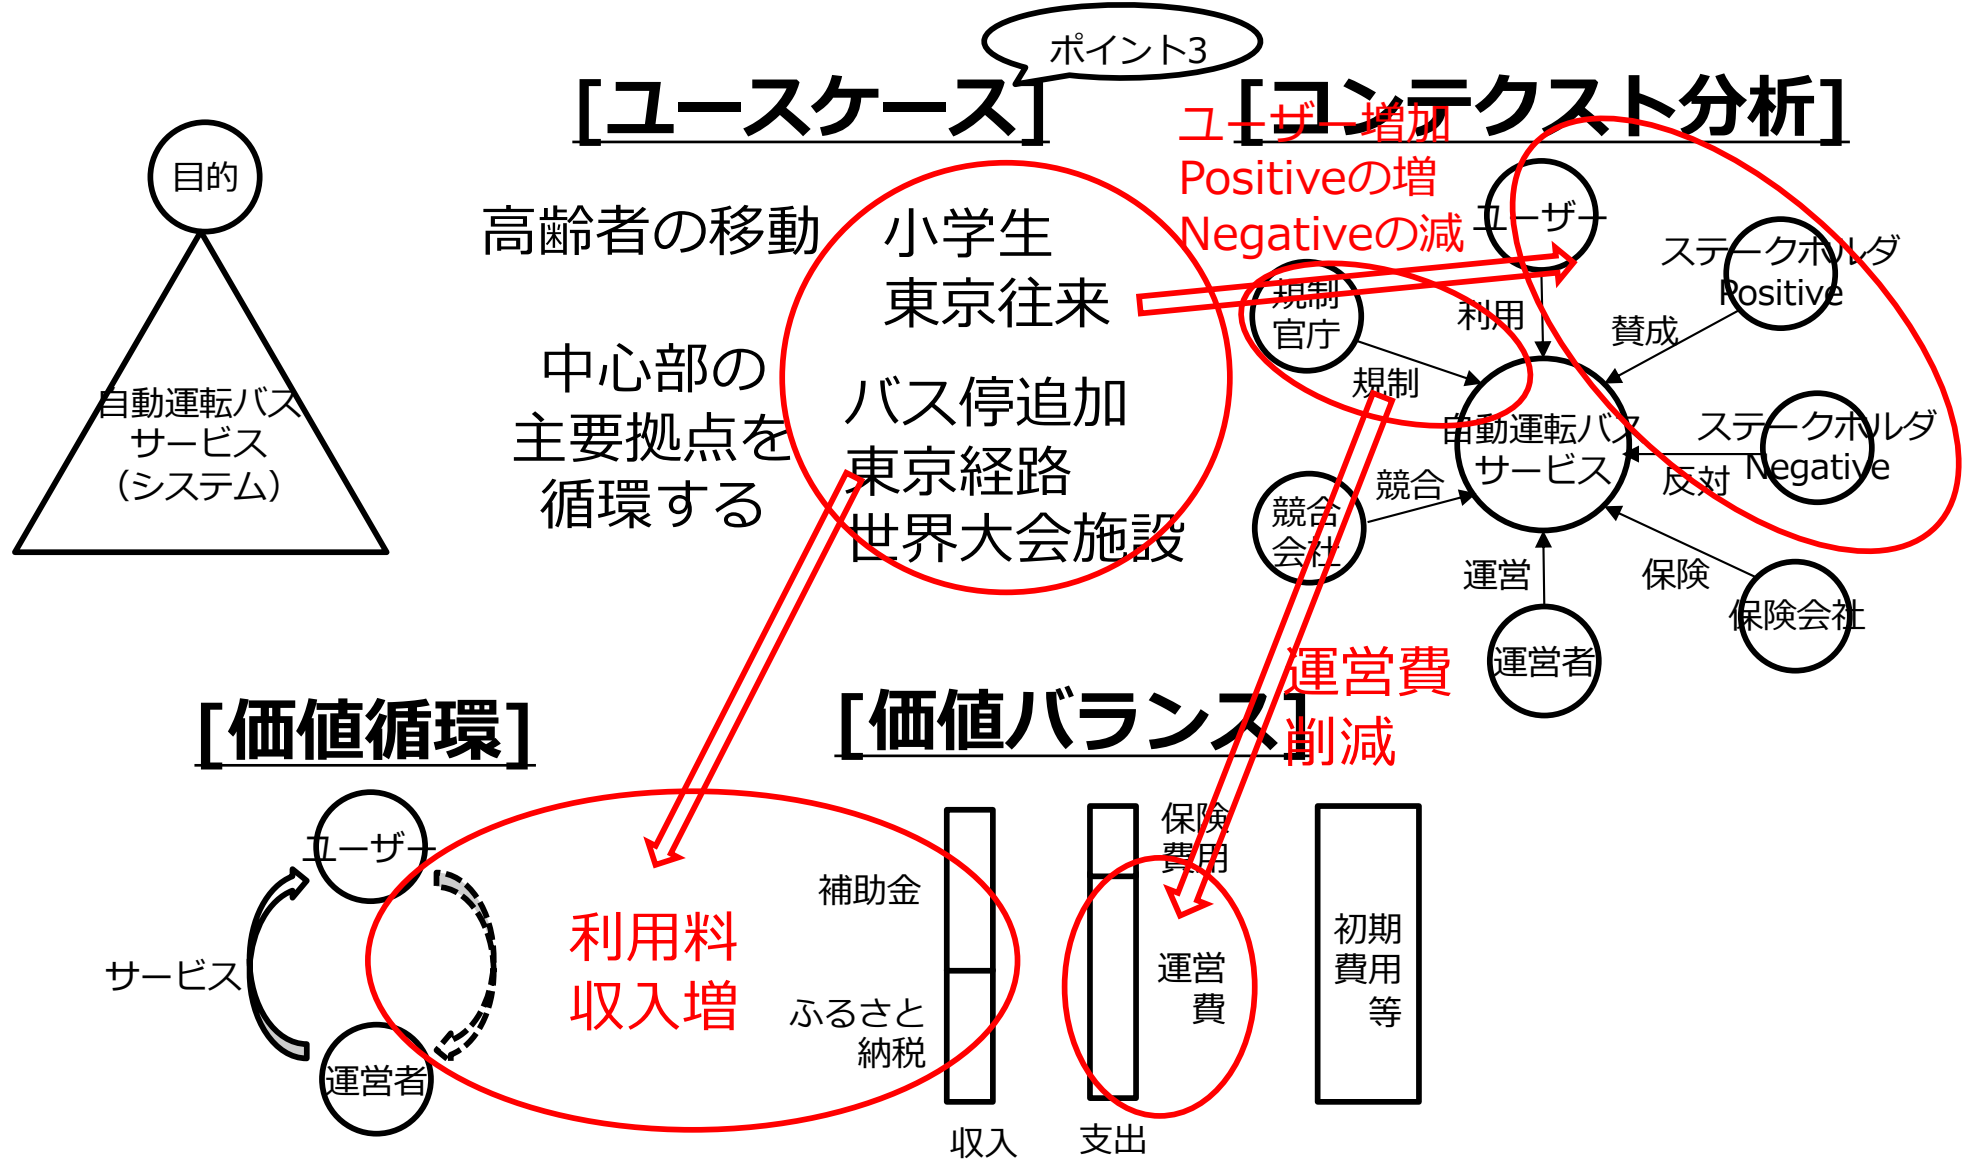 ポイント3
[ユースケース]
[コンテクスト分析]
目的
自動運転バス
サービス
（システム）
高齢者の移動
中心部の
主要拠点を
循環する
小学生
東京往来
バス停追加
東京経路
世界大会施設
ユーザー増加
Positiveの増
Negativeの減
ユーザー
利用
ステークホルダ
Positive
賛成
規制
官庁
規制
自動運転バス
サービス
ステークホルダ
Negative
反対
競合
会社
競合
運営
運営者
保険
保険会社
運営費
削減
[価値循環]
ユーザー
サービス
運営者
利用料
収入増
[価値バランス]
補助金
ふるさと
納税
収入
保険
費用
運営
費
支出
初期
費用
等